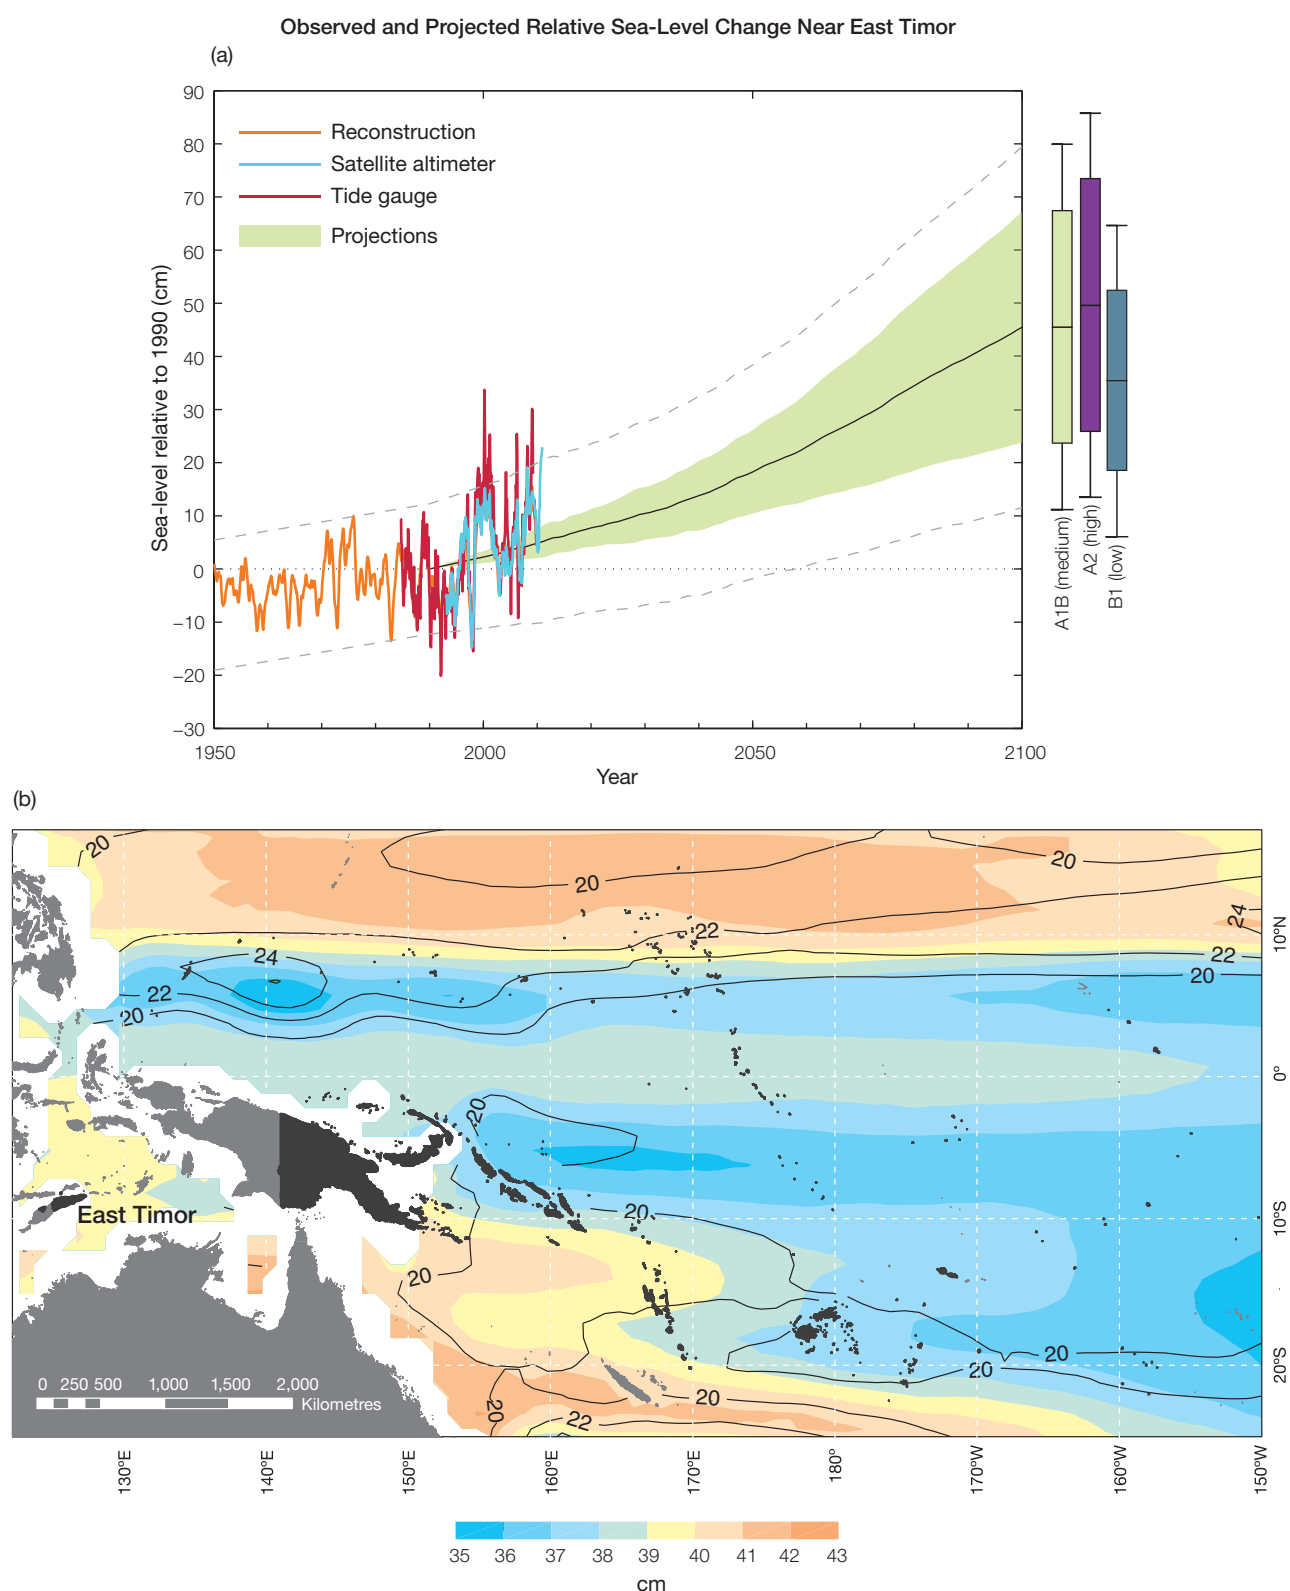 Observed and Projected Relative Sea-Level Change Near East Timor
(a)
90
80
70
60
50
40
30
20
10
0
−10
−20
−30
Sea-level relative to 1990 (cm)
Reconstruction
Satellite altimeter
Tide gauge
Projections
1950
2000
2050
2100
Year
A1B (medium)
A2 (high)
B1 (low)
(b)
20
20
20
22
24
24
22
20
22
20
20
20
20
20
20
20
22
20
East Timor
0 250 500 1,000 1,500 2,000
Kilometres
10°N
0°
10°S
20°S
130°E
140°E
150°E
160°E
170°E
180°
170°W
160°W
150°W
35 36 37 38 39 40 41 42 43
cm